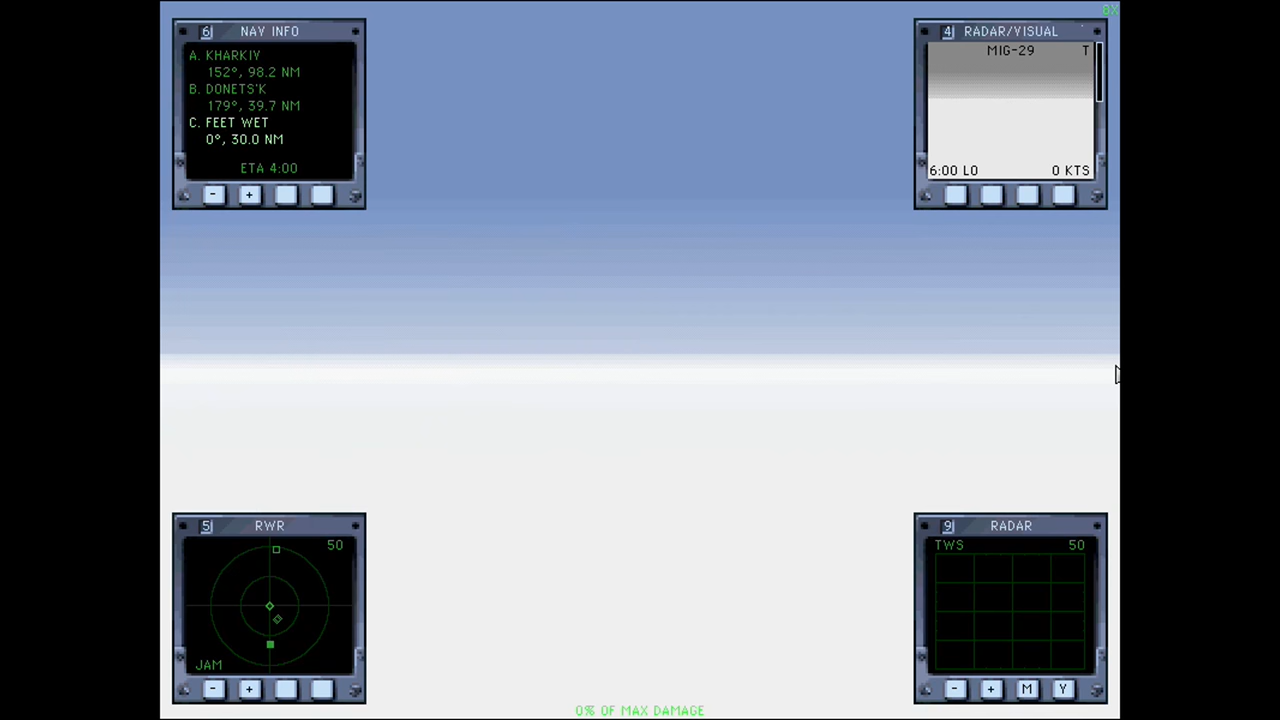 8X
6 NAV INFO
A. KHARKIY
152°, 98.2 NM
B. DONETS'K
179°, 39.7 NM
C. FEET WET
0°, 30.0 NM
ETA 4:00
- +
4 RADAR/VISUAL
MIG-29 T
6:00 LO 0 KTS
5 RWR
50
JAM
- +
9 RADAR
TWS 50
- + M Y
0% OF MAX DAMAGE